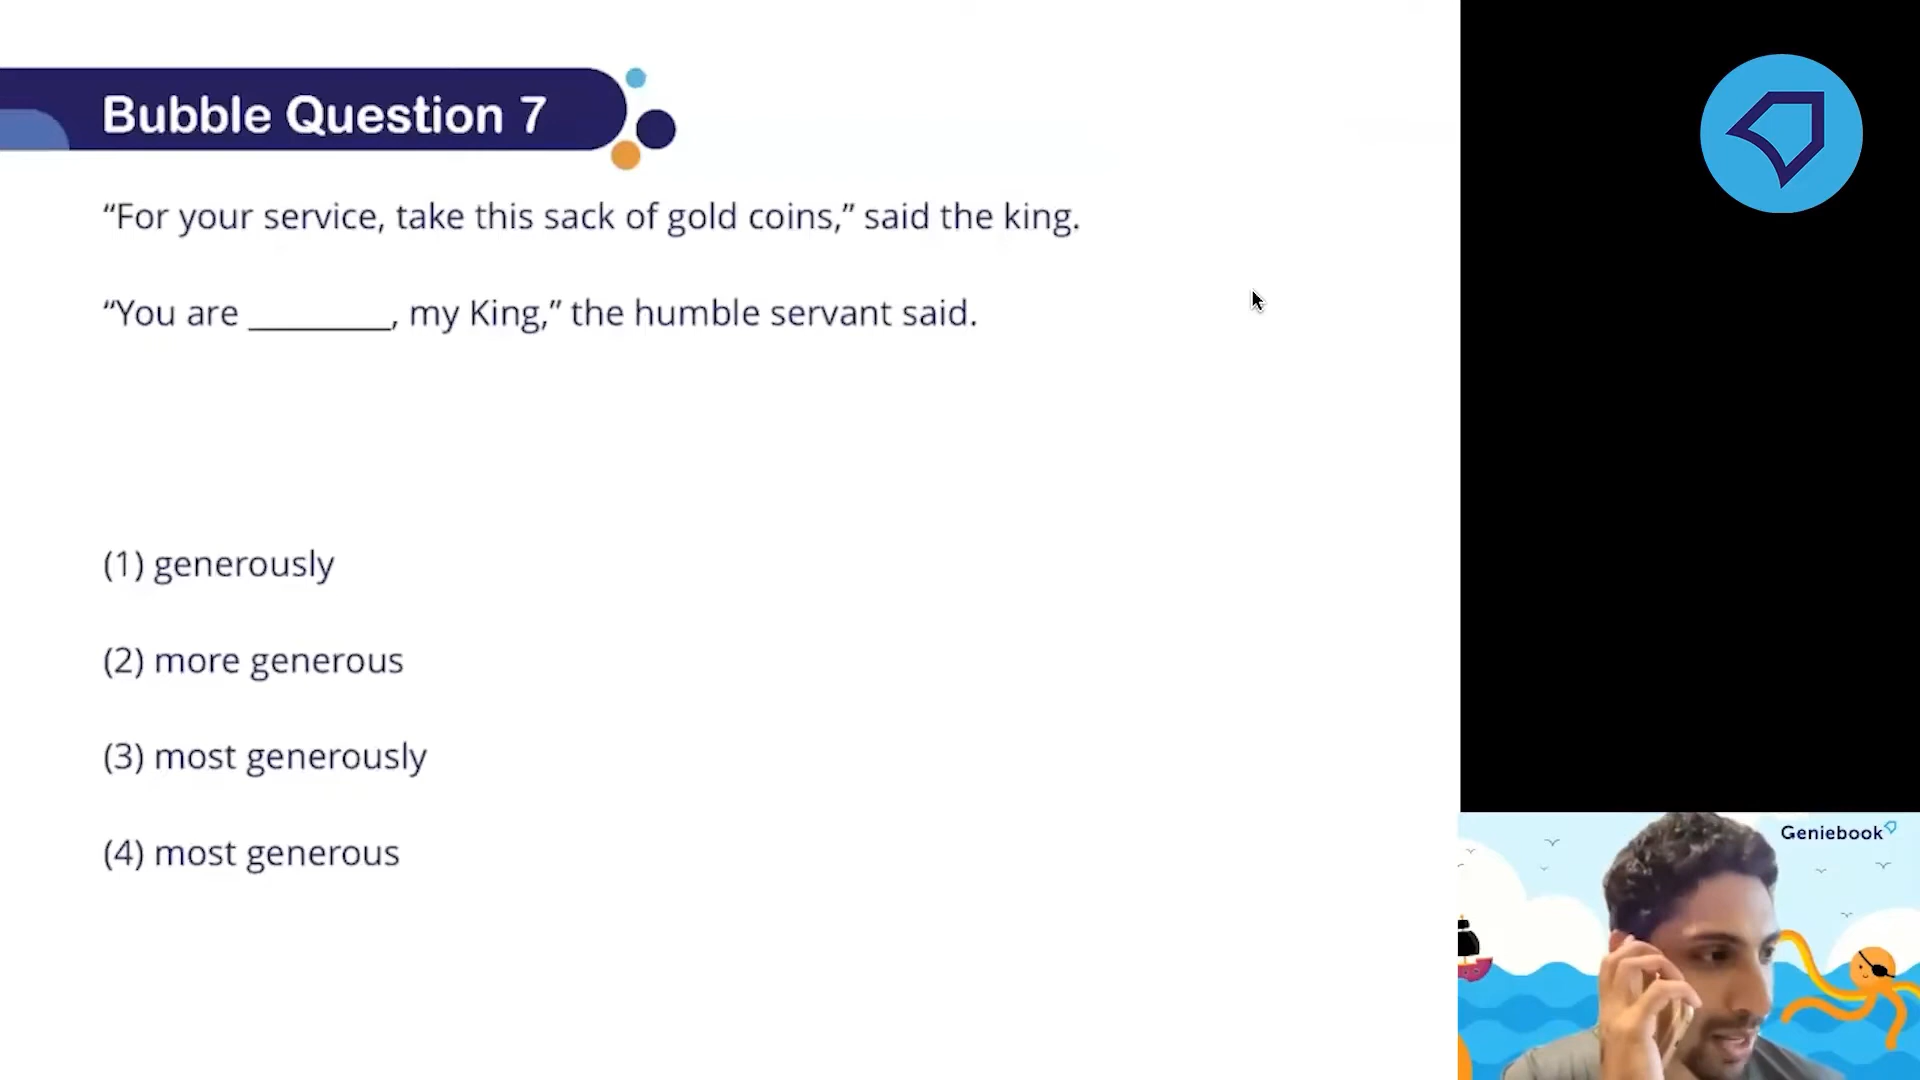 Bubble Question 7
“For your service, take this sack of gold coins,” said the king.
“You are ________, my King,” the humble servant said.
(1) generously
(2) more generous
(3) most generously
(4) most generous
Geniebook